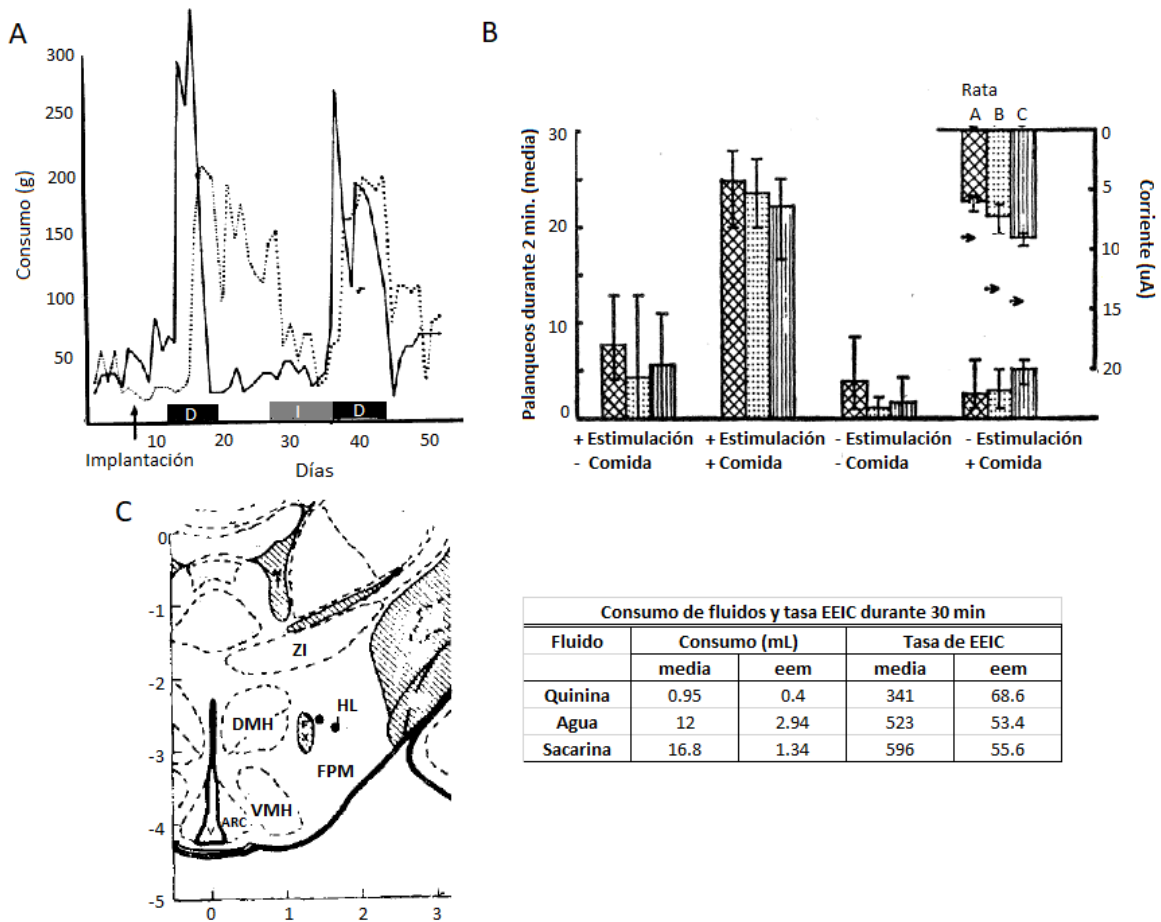 A
Consumo (g)
300
250
200
150
100
50
D
I
D
10
20
30
40
50
Implantación
Días
B
Palanqueos durante 2 min. (media)
30
20
10
0
Rata
A B C
0
5
10
15
20
Corriente (uA)
+ Estimulación
- Comida
+ Estimulación
+ Comida
- Estimulación
- Comida
- Estimulación
+ Comida
C
0
-1
-2
-3
-4
-5
0
1
2
3
ZI
DMH
HL
FX
FPM
VMH
ARC
V
Consumo de fluidos y tasa EEIC durante 30 min
Fluido Consumo (mL) Tasa de EEIC
media eem media eem
Quinina 0.95 0.4 341 68.6
Agua 12 2.94 523 53.4
Sacarina 16.8 1.34 596 55.6